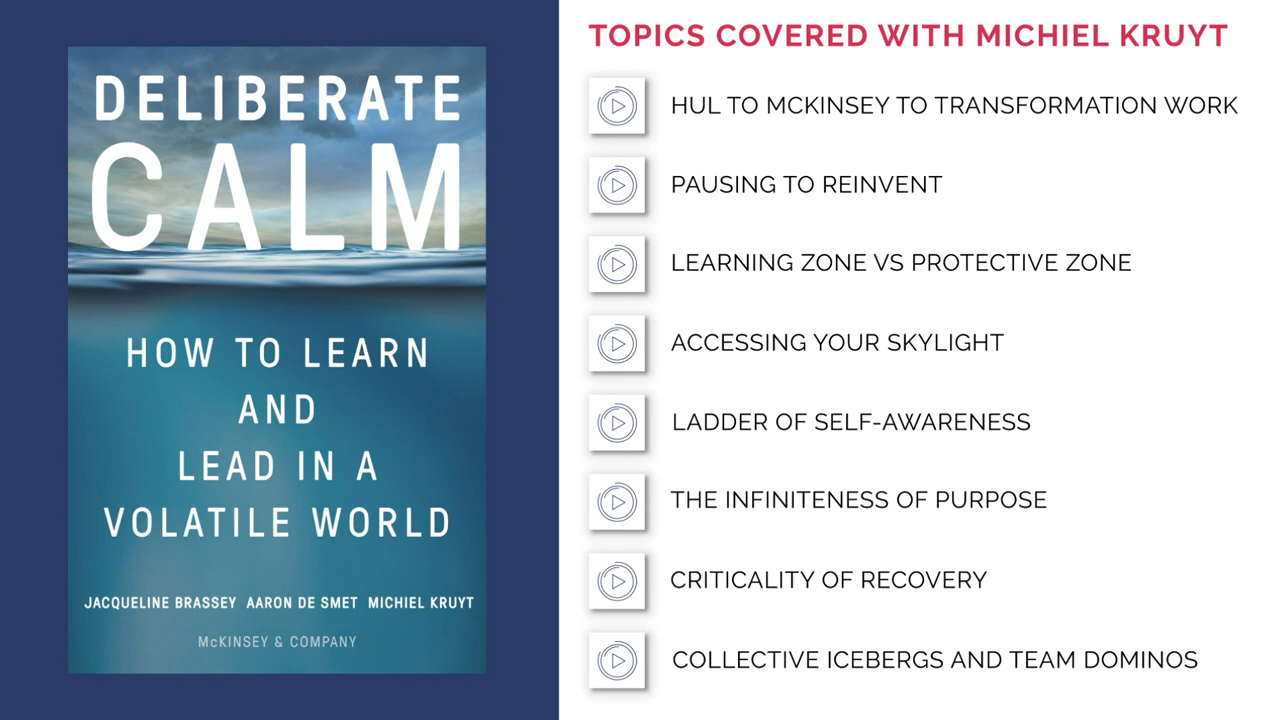 DELIBERATE
CALM
HOW TO LEARN
AND
LEAD IN A
VOLATILE WORLD
JACQUELINE BRASSEY AARON DE SMET MICHIEL KRUYT
McKINSEY & COMPANY
TOPICS COVERED WITH MICHIEL KRUYT
HUL TO MCKINSEY TO TRANSFORMATION WORK
PAUSING TO REINVENT
LEARNING ZONE VS PROTECTIVE ZONE
ACCESSING YOUR SKYLIGHT
LADDER OF SELF-AWARENESS
THE INFINITENESS OF PURPOSE
CRITICALITY OF RECOVERY
COLLECTIVE ICEBERGS AND TEAM DOMINOS